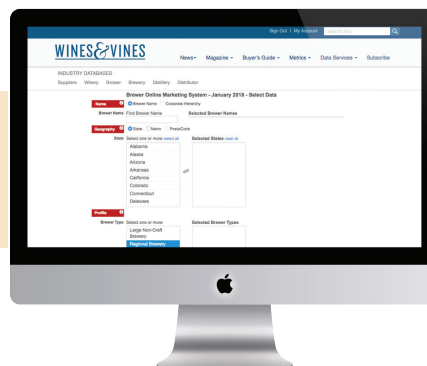 Sign Out | My Account Search Site
WINES&VINES
News Magazine Buyer's Guide Metrics Data Services Subscribe
INDUSTRY DATABASES
Suppliers Winery Grower Brewery Distillery Distributor
Brewer Online Marketing System - January 2018 - Select Data
Name Brewer Name Corporate Hierarchy
Brewer Name Find Brewer Name Selected Brewer Names
Geography State Metro PostalCode
State Select one or more select all Selected States clear all
Alabama
Alaska
Arizona
Arkansas
California
Colorado
Connecticut
Delaware
Profile
Brewer Type Select one or more Selected Brewer Types
Large Non-Craft
Brewery
Regional Brewery